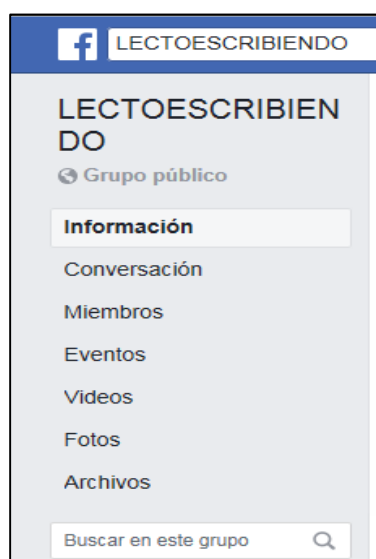 LECTOESCRIBIENDO
LECTOESCRIBIEN
DO
Grupo público
Información
Conversación
Miembros
Eventos
Videos
Fotos
Archivos
Buscar en este grupo